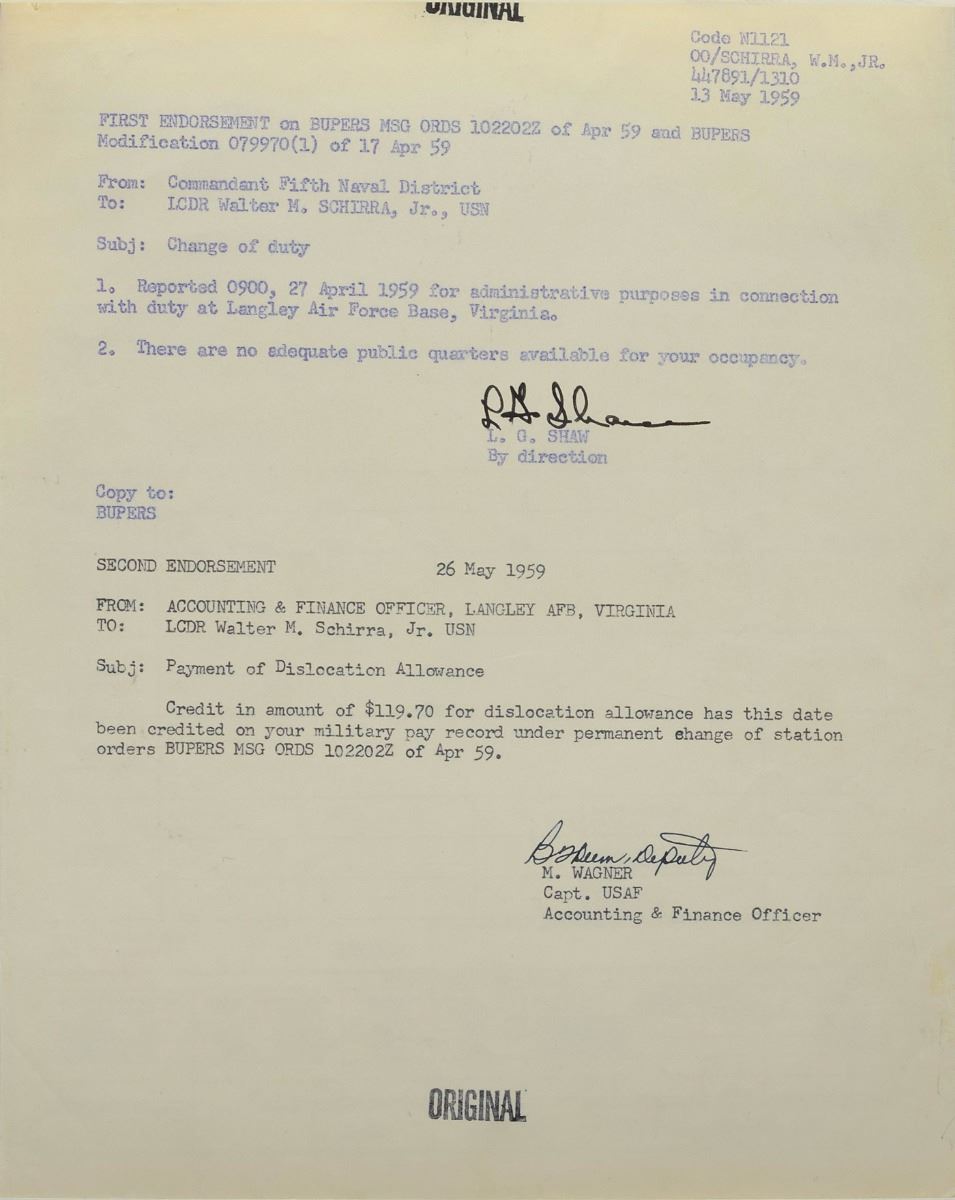 ORIGINAL
Code N1121
00/SCHIRRA, W.M.,JR.
447891/1310
13 May 1959
FIRST ENDORSEMENT on BUPERS MSG ORDS 102202Z of Apr 59 and BUPERS
Modification 079970(1) of 17 Apr 59
From: Commandant Fifth Naval District
To: LCDR Walter M. SCHIRRA, Jr., USN
Subj: Change of duty
1. Reported 0900, 27 April 1959 for administrative purposes in connection
with duty at Langley Air Force Base, Virginia.
2. There are no adequate public quarters available for your occupancy.
L G Shaw
L. G. SHAW
By direction
Copy to:
BUPERS
SECOND ENDORSEMENT 26 May 1959
FROM: ACCOUNTING & FINANCE OFFICER, LANGLEY AFB, VIRGINIA
TO: LCDR Walter M. Schirra, Jr. USN
Subj: Payment of Dislocation Allowance
Credit in amount of $119.70 for dislocation allowance has this date
been credited on your military pay record under permanent change of station
orders BUPERS MSG ORDS 102202Z of Apr 59.
Deputy
M. WAGNER
Capt. USAF
Accounting & Finance Officer
ORIGINAL